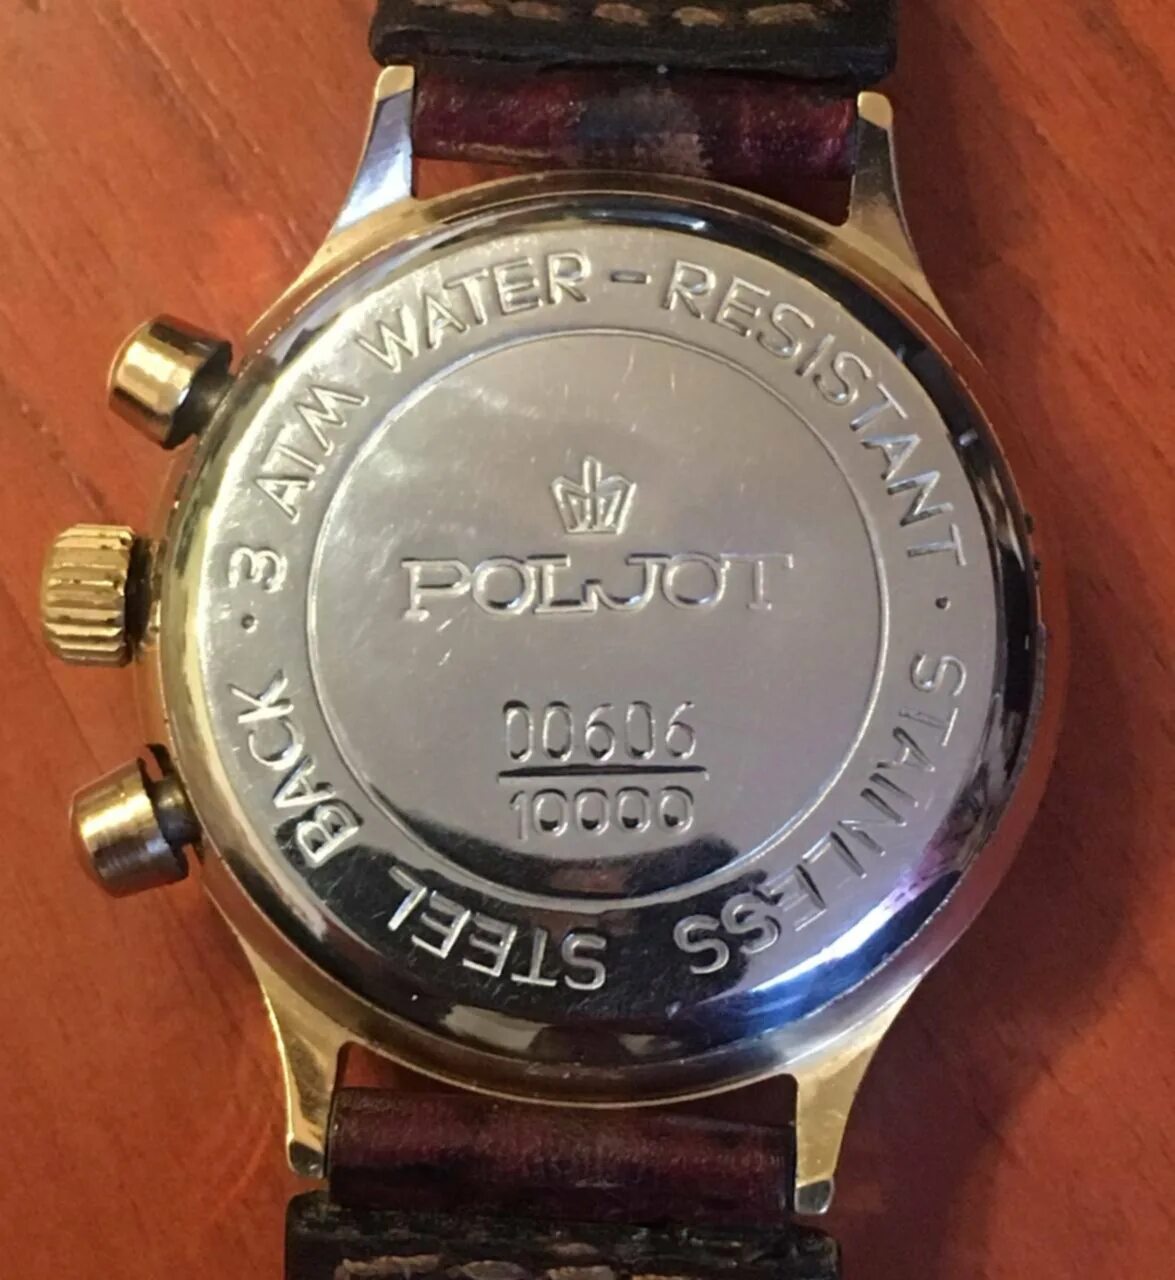 3 ATM WATER-RESISTANT · STAINLESS STEEL BACK ·
POLJOT
00606
10000